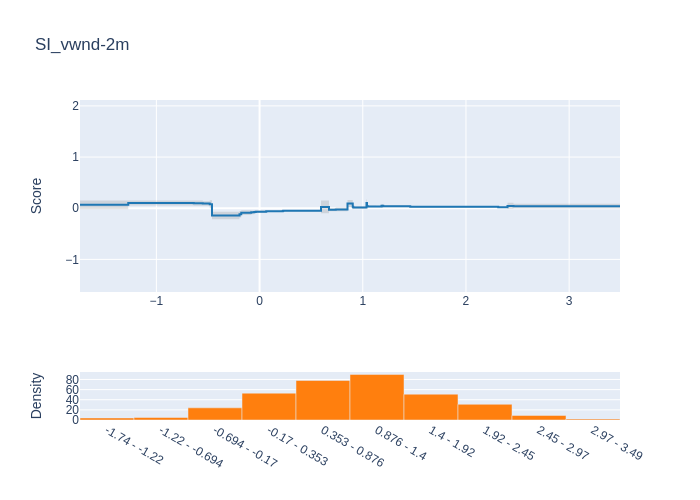 SI_vwnd-2m
2
1
0
−1
Score
−1
0
1
2
3
80
60
40
20
0
Density
-1.74 - -1.22
-1.22 - -0.694
-0.694 - -0.17
-0.17 - 0.353
0.353 - 0.876
0.876 - 1.4
1.4 - 1.92
1.92 - 2.45
2.45 - 2.97
2.97 - 3.49